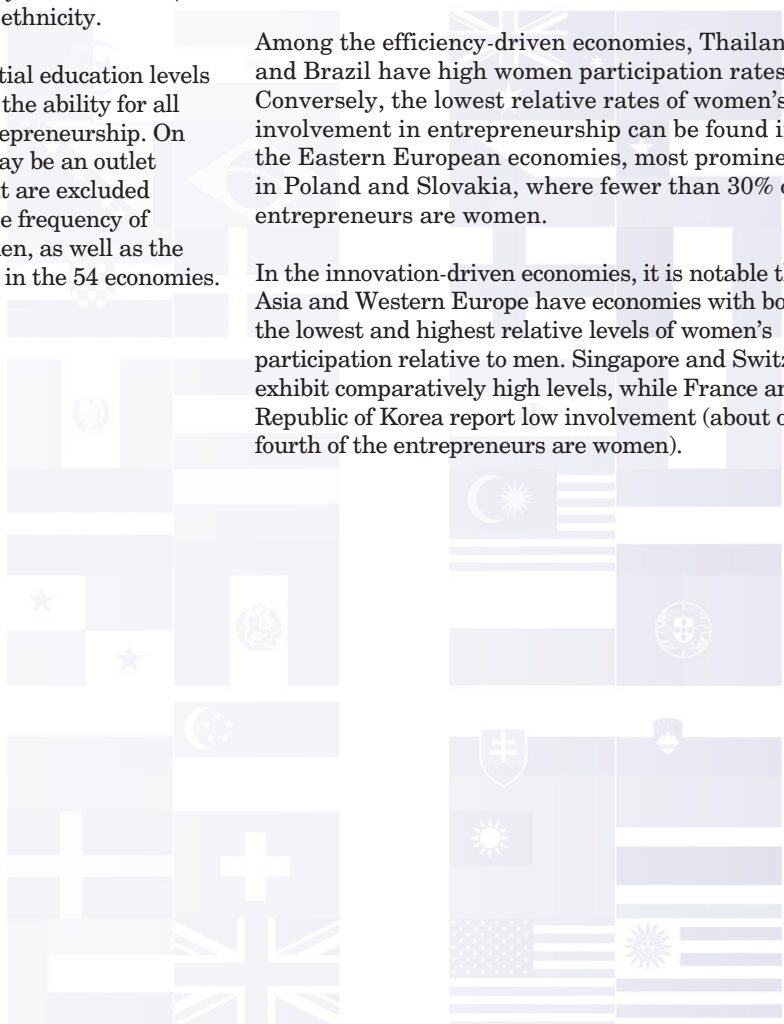 ethnicity.
tial education levels
the ability for all
epreneurship. On
ay be an outlet
t are excluded
e frequency of
en, as well as the
in the 54 economies.
Among the efficiency-driven economies, Thailan
and Brazil have high women participation rates
Conversely, the lowest relative rates of women's
involvement in entrepreneurship can be found i
the Eastern European economies, most promine
in Poland and Slovakia, where fewer than 30%
entrepreneurs are women.
In the innovation-driven economies, it is notable t
Asia and Western Europe have economies with bo
the lowest and highest relative levels of women's
participation relative to men. Singapore and Switz
exhibit comparatively high levels, while France a
Republic of Korea report low involvement (about o
fourth of the entrepreneurs are women).